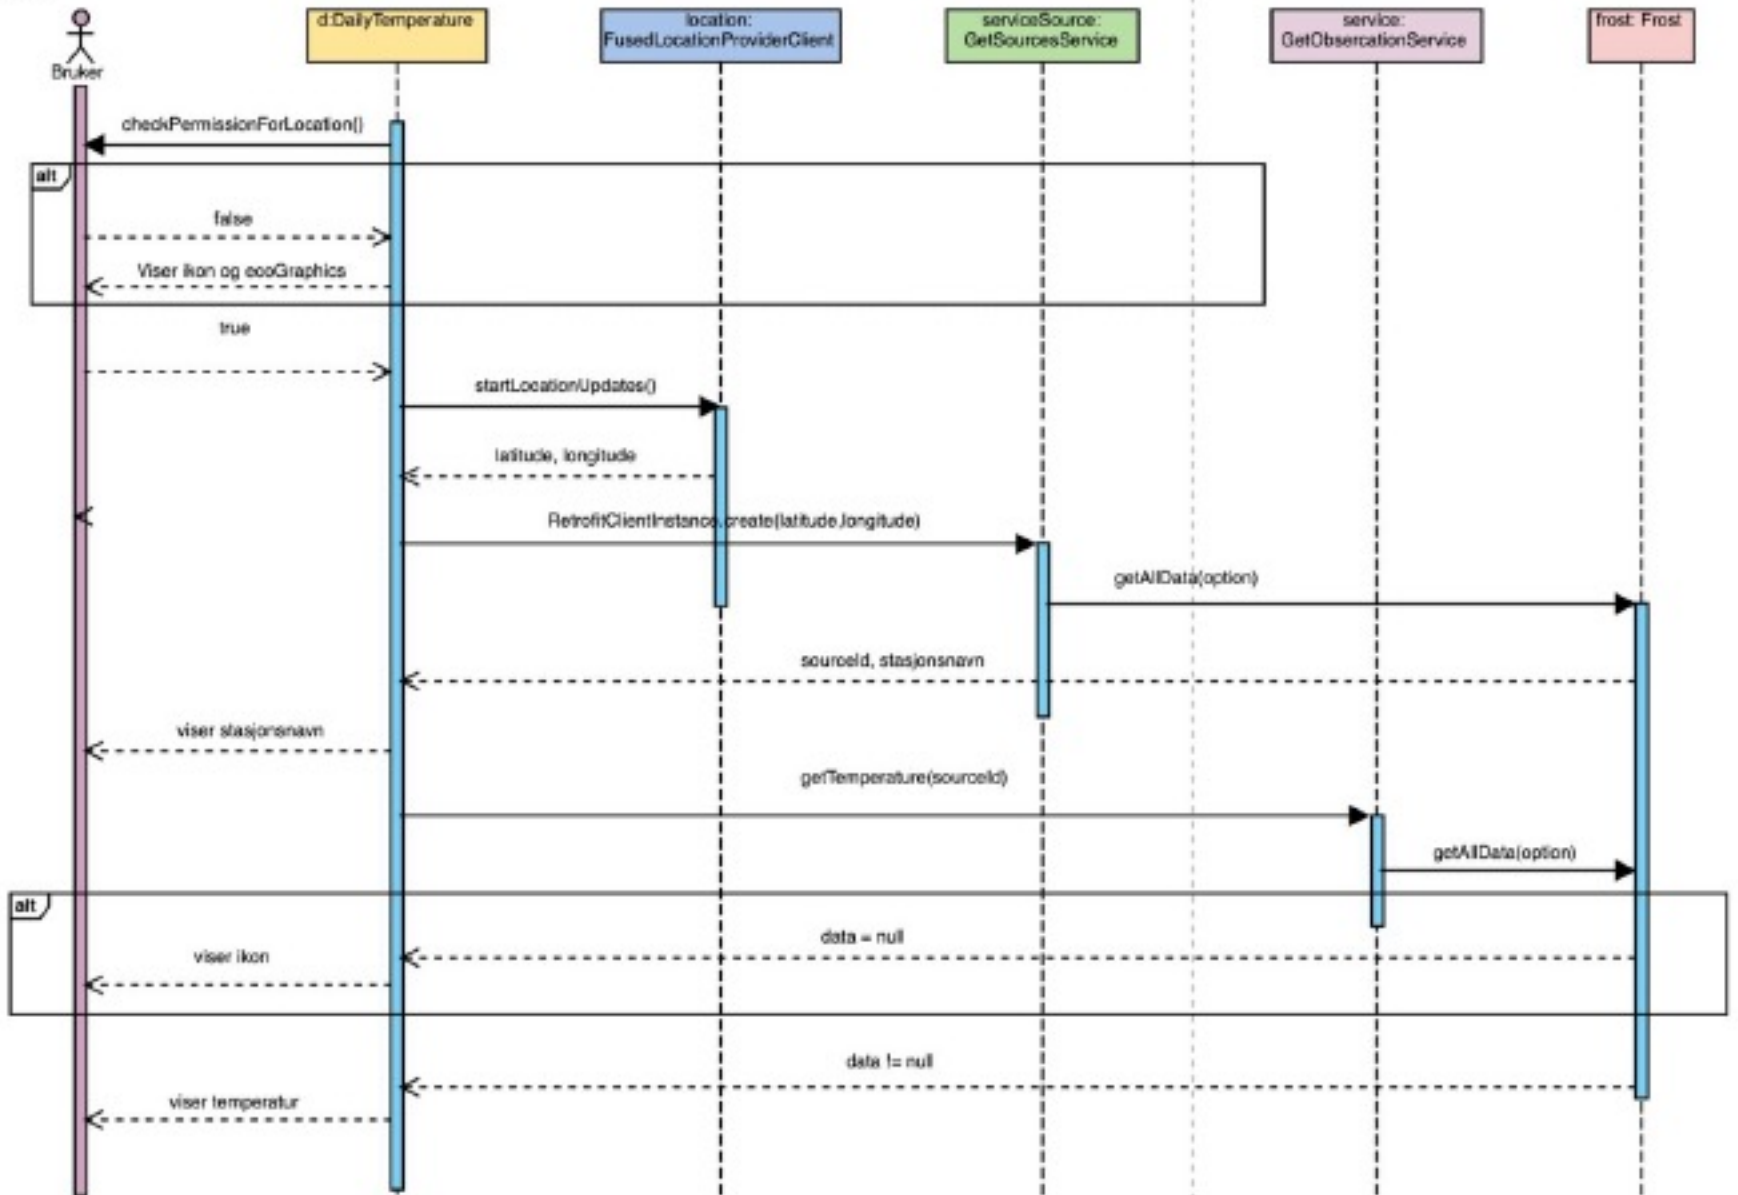 Bruker
d:DailyTemperature
location:
FusedLocationProviderClient
serviceSource:
GetSourcesService
service:
GetObsercationService
frost: Frost
checkPermissionForLocation()
alt
false
Viser ikon og ecoGraphics
true
startLocationUpdates()
latitude, longitude
RetrofitClientInstance.create(latitude,longitude)
getAllData(option)
sourceId, stasjonsnavn
viser stasjonsnavn
getTemperature(sourceId)
getAllData(option)
alt
data = null
viser ikon
data != null
viser temperatur